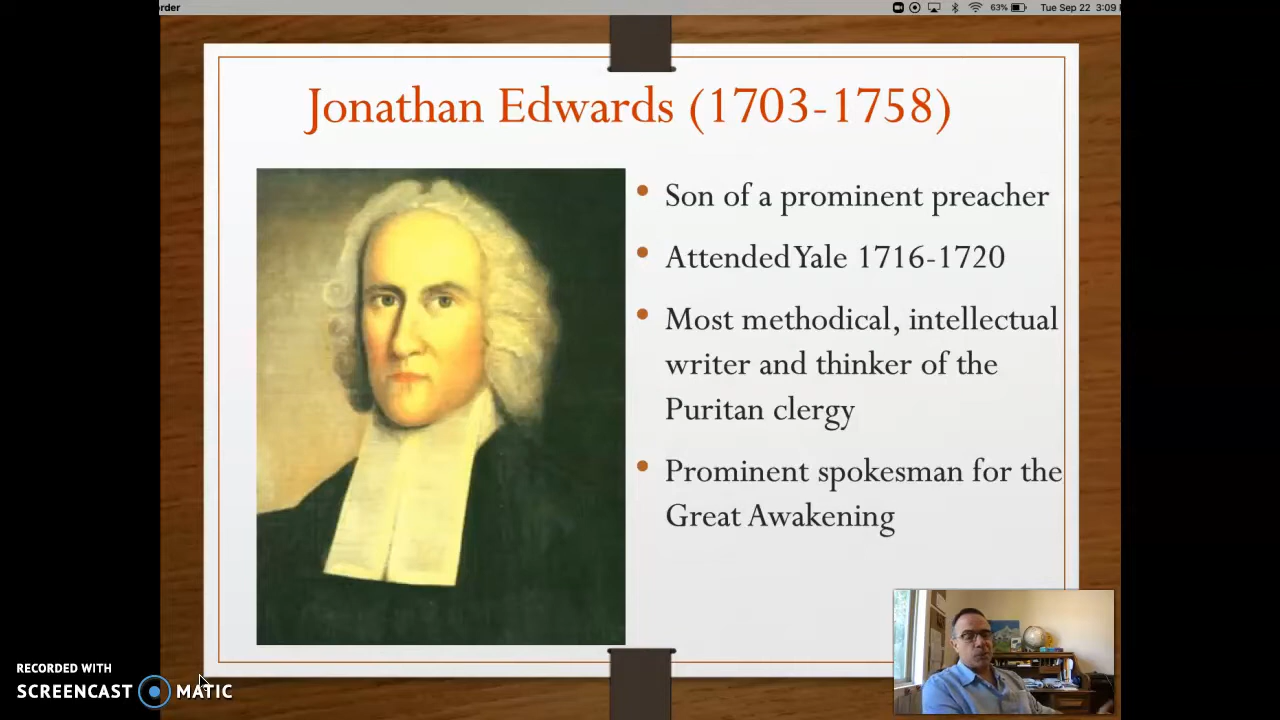 rder
63%
Tue Sep 22 3:09
Jonathan Edwards (1703-1758)
• Son of a prominent preacher
• Attended Yale 1716-1720
• Most methodical, intellectual
writer and thinker of the
Puritan clergy
• Prominent spokesman for the
Great Awakening
RECORDED WITH
SCREENCAST MATIC